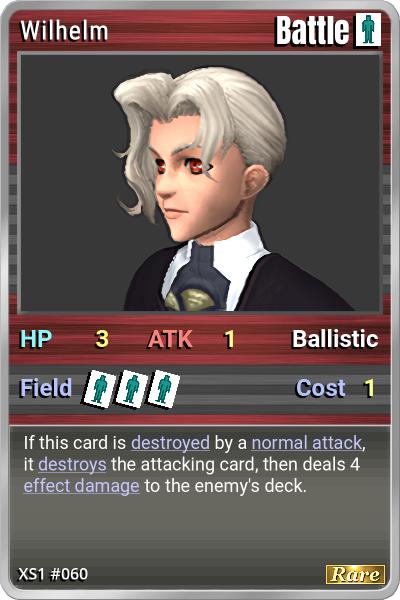 Wilhelm Battle
HP 3 ATK 1 Ballistic
Field Cost 1
If this card is destroyed by a normal attack,
it destroys the attacking card, then deals 4
effect damage to the enemy's deck.
XS1 #060 Rare